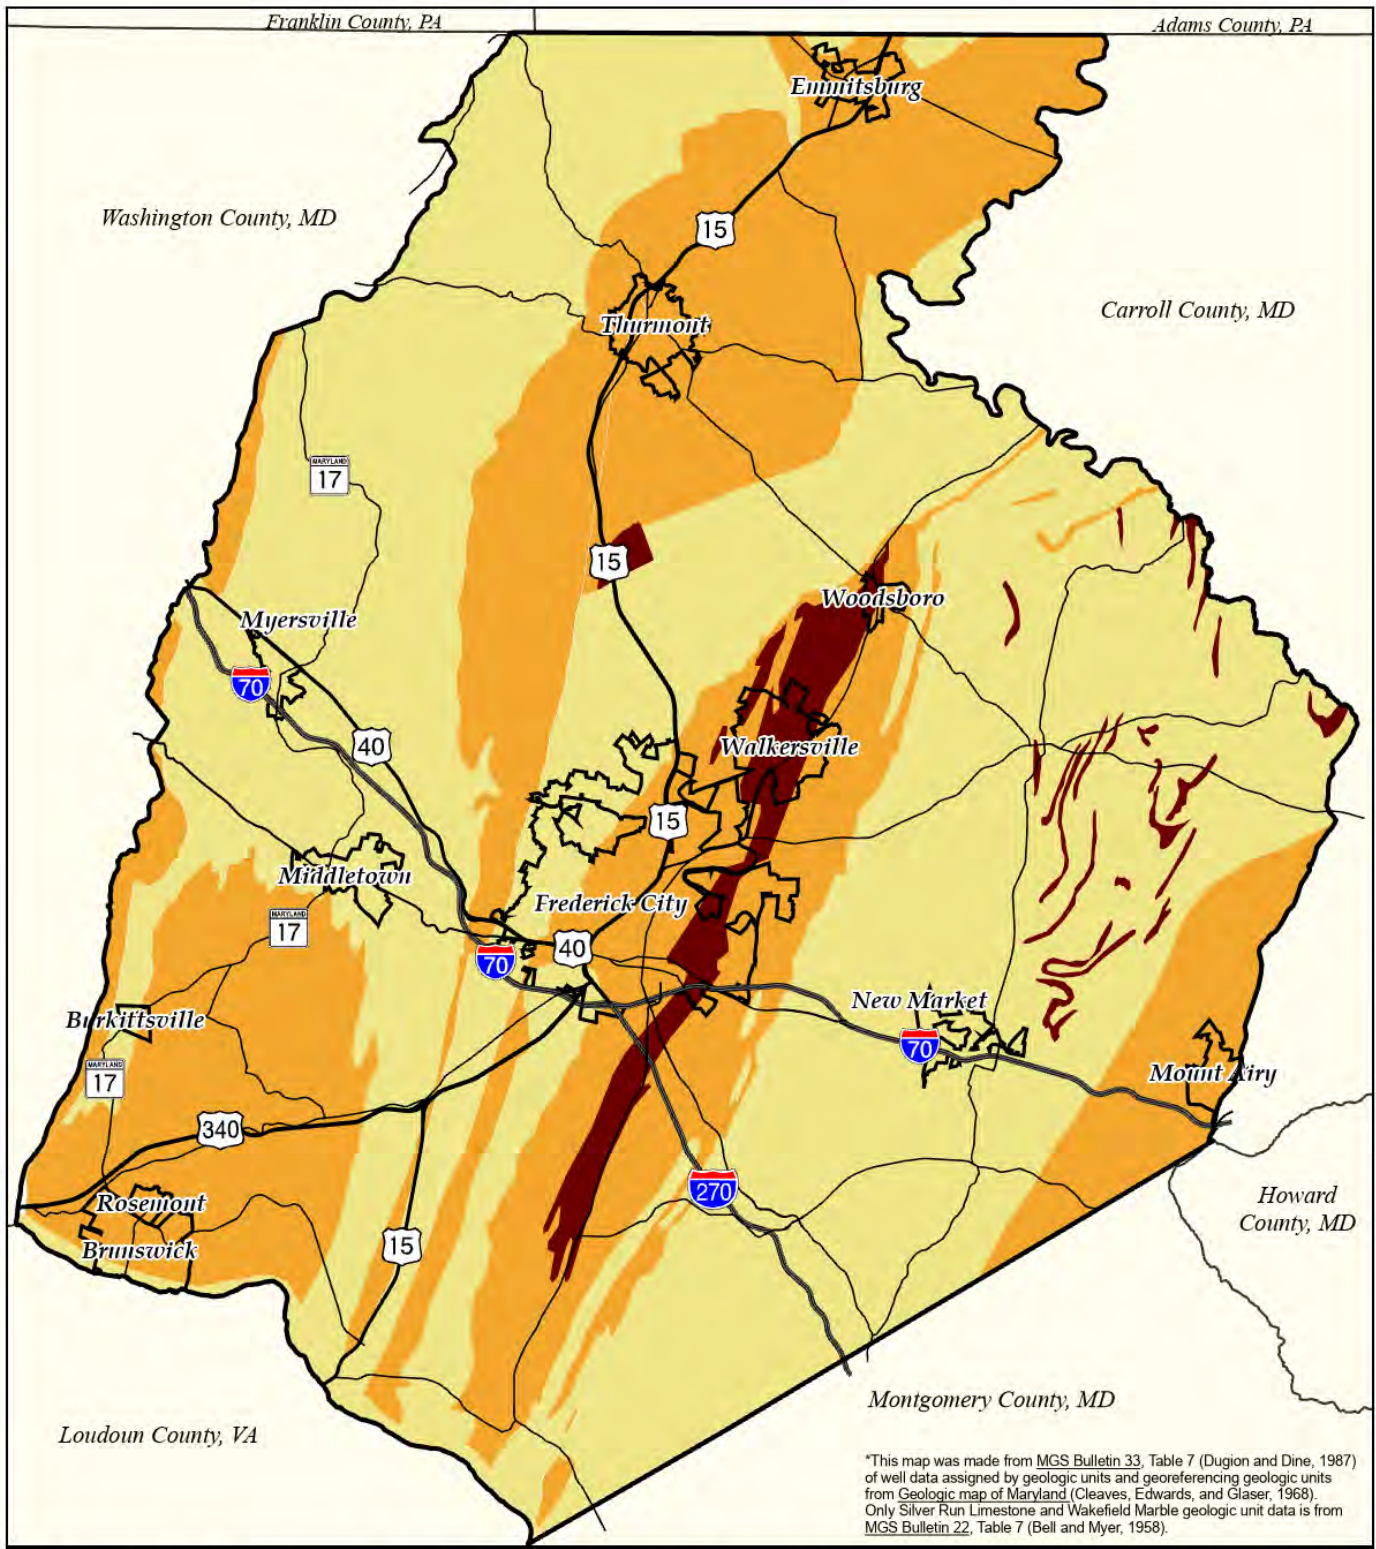 Franklin County, PA
Adams County, PA
Emmitsburg
Washington County, MD
15
Carroll County, MD
Thurmont
MARYLAND
17
15
Woodsboro
Myersville
70
40
Walkersville
15
Middletown
Frederick City
MARYLAND
17
40
70
New Market
Burkittsville
70
MARYLAND
17
Mount Airy
340
270
Rosemont
Howard
County, MD
Brunswick
15
Montgomery County, MD
Loudoun County, VA
*This map was made from MGS Bulletin 33, Table 7 (Dugion and Dine, 1987)
of well data assigned by geologic units and georeferencing geologic units
from Geologic map of Maryland (Cleaves, Edwards, and Glaser, 1968).
Only Silver Run Limestone and Wakefield Marble geologic unit data is from
MGS Bulletin 22, Table 7 (Bell and Myer, 1958).